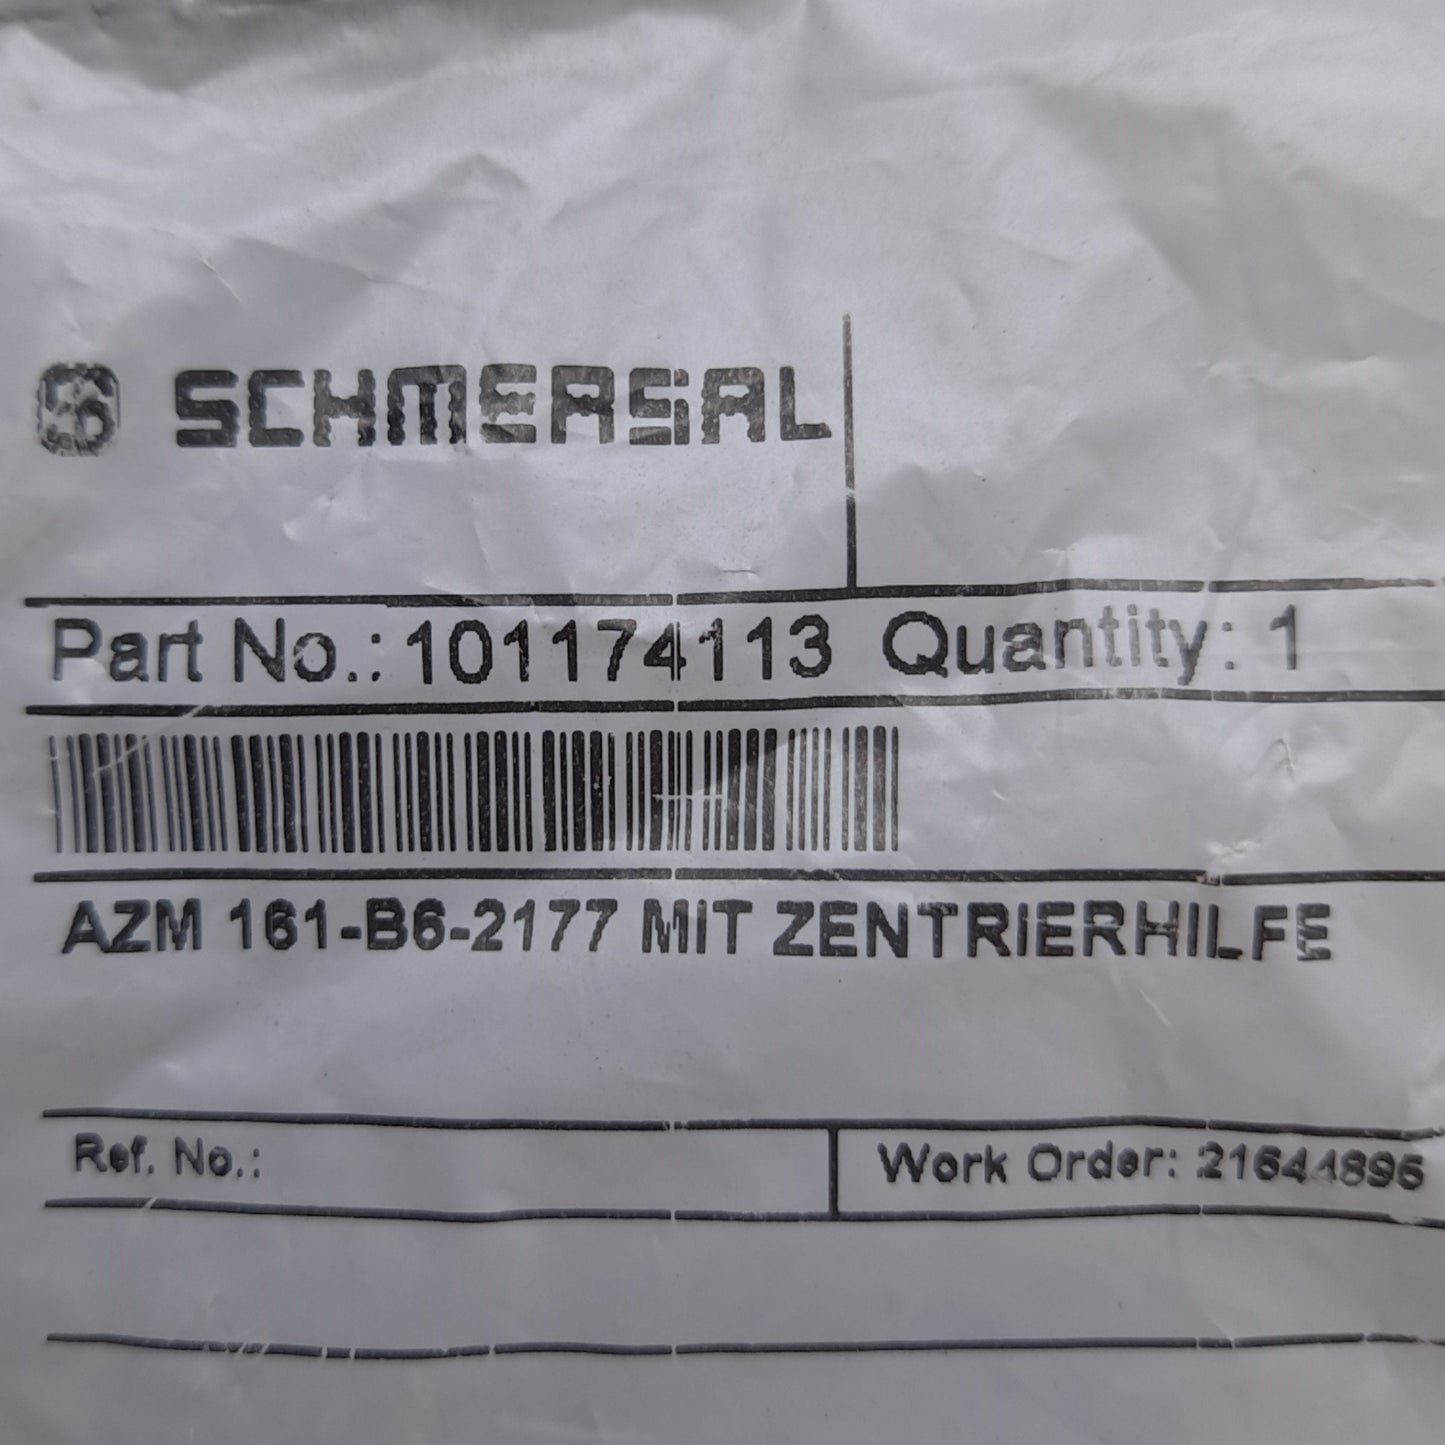 SCHMERSAL
Part No.: 101174113 Quantity: 1
AZM 161-B6-2177 MIT ZENTRIERHILFE
Ref. No.:
Work Order: 21644896